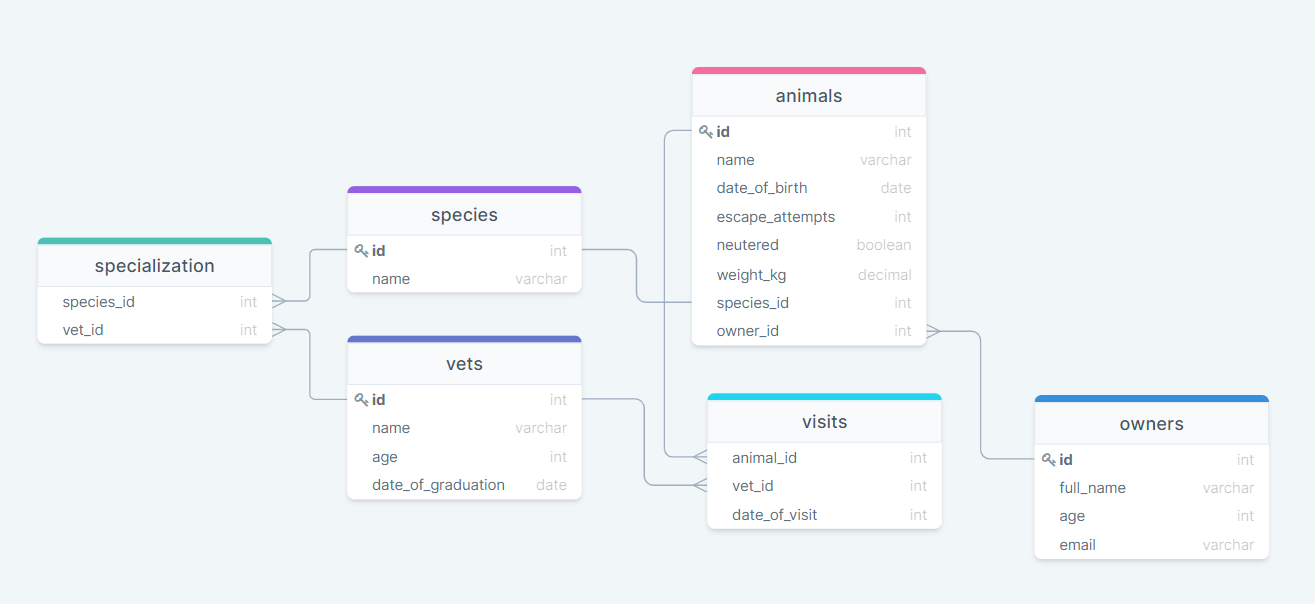 animals
id int
name varchar
date_of_birth date
escape_attempts int
neutered boolean
weight_kg decimal
species_id int
owner_id int
species
id int
name varchar
specialization
species_id int
vet_id int
vets
id int
name varchar
age int
date_of_graduation date
visits
animal_id int
vet_id int
date_of_visit int
owners
id int
full_name varchar
age int
email varchar